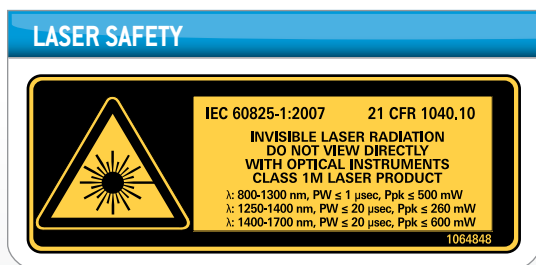 LASER SAFETY
IEC 60825-1:2007 21 CFR 1040.10
INVISIBLE LASER RADIATION
DO NOT VIEW DIRECTLY
WITH OPTICAL INSTRUMENTS
CLASS 1M LASER PRODUCT
λ: 800-1300 nm, PW ≤ 1 µsec, Ppk ≤ 500 mW
λ: 1250-1400 nm, PW ≤ 20 µsec, Ppk ≤ 260 mW
λ: 1400-1700 nm, PW ≤ 20 µsec, Ppk ≤ 600 mW
1064848